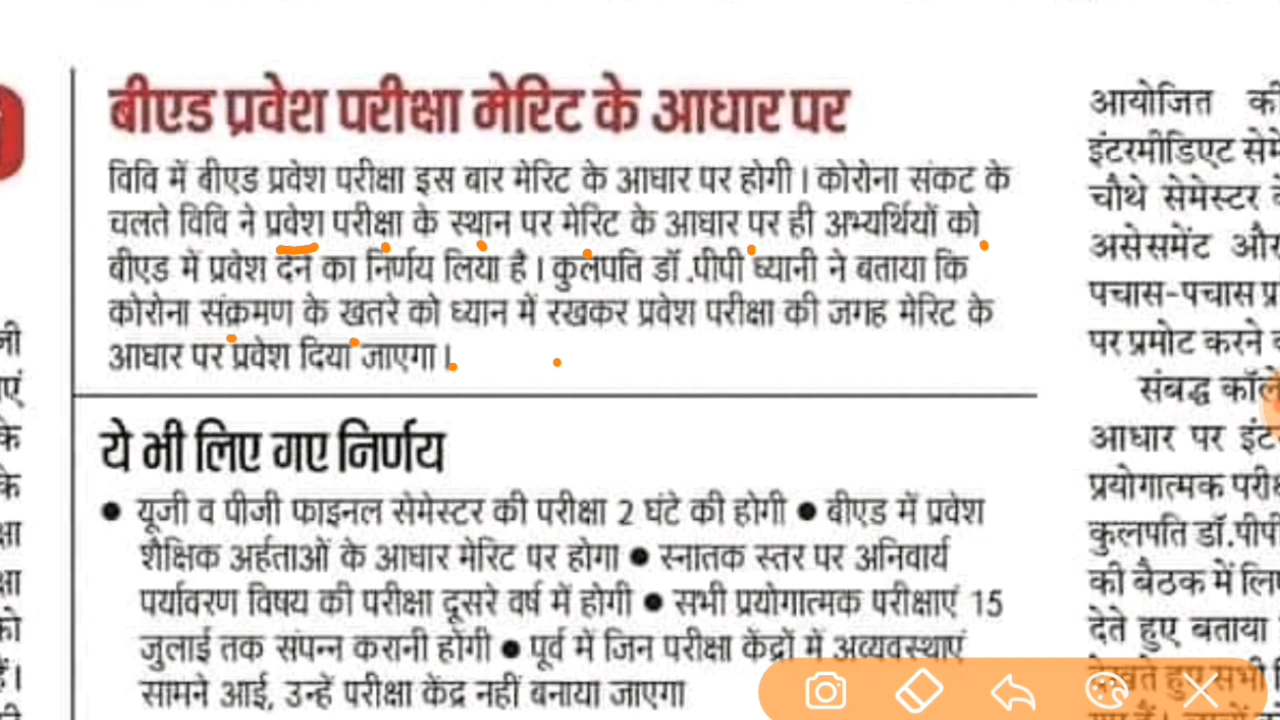 बीएड प्रवेश परीक्षा मेरिट के आधार पर
विवि में बीएड प्रवेश परीक्षा इस बार मेरिट के आधार पर होगी। कोरोना संकट के
चलते विवि ने प्रवेश परीक्षा के स्थान पर मेरिट के आधार पर ही अभ्यर्थियों को
बीएड में प्रवेश देने का निर्णय लिया है। कुलपति डॉ.पीपी ध्यानी ने बताया कि
कोरोना संक्रमण के खतरे को ध्यान में रखकर प्रवेश परीक्षा की जगह मेरिट के
आधार पर प्रवेश दिया जाएगा।
ये भी लिए गए निर्णय
● यूजी व पीजी फाइनल सेमेस्टर की परीक्षा 2 घंटे की होगी ● बीएड में प्रवेश
शैक्षिक अर्हताओं के आधार मेरिट पर होगा ● स्नातक स्तर पर अनिवार्य
पर्यावरण विषय की परीक्षा दूसरे वर्ष में होगी ● सभी प्रयोगात्मक परीक्षाएं 15
जुलाई तक संपन्न करानी होंगी ● पूर्व में जिन परीक्षा केंद्रों में अव्यवस्थाएं
सामने आई, उन्हें परीक्षा केंद्र नहीं बनाया जाएगा
आयोजित
इंटरमीडिएट
चौथे सेमेस्टर
असेसमेंट
पचास-पचास
पर प्रमोट करने
संबद्ध
आधार पर
प्रयोगात्मक
कुलपति डॉ.पीपी
की बैठक में
देते हुए बताया
देखते हुए सभी